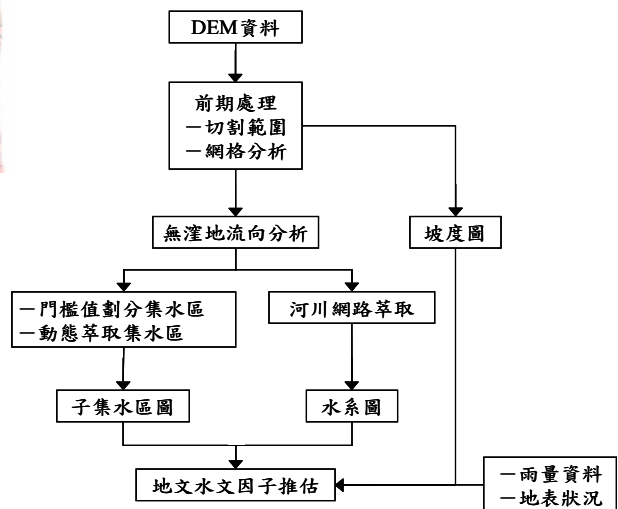 DEM資料
前期處理
－切割範圍
－網格分析
無窪地流向分析
坡度圖
－門檻值劃分集水區
－動態萃取集水區
河川網路萃取
子集水區圖
水系圖
地文水文因子推估
－雨量資料
－地表狀況